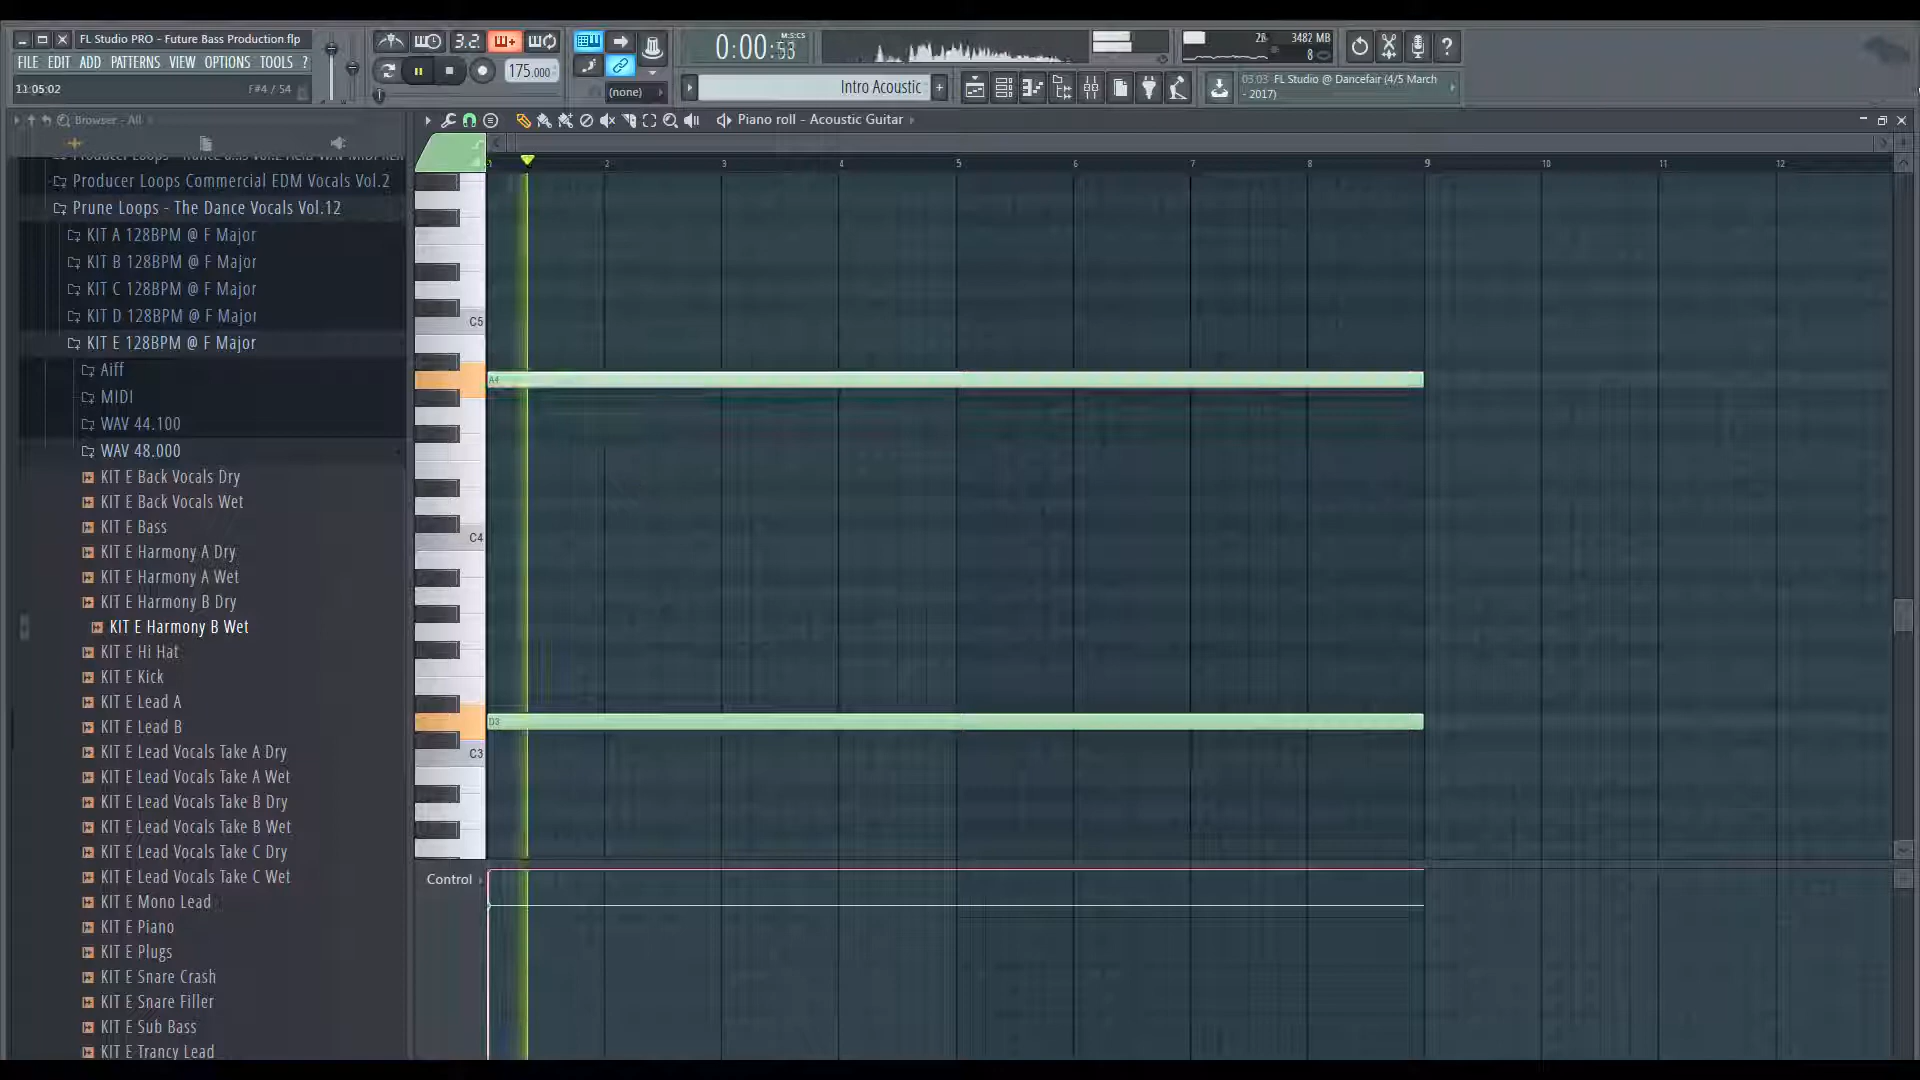 FL Studio PRO - Future Bass Production flp
FILE EDIT ADD PATTERNS VIEW OPTIONS TOOLS ?
11:05:02 F#4 / 54
3.2
175.000
(none)
0:00:53
M:S:CS
Intro Acoustic
3482 MB
8
03.03 FL Studio @ Dancefair (4/5 March - 2017)
Browser - All
Piano roll - Acoustic Guitar
1 2 3 4 5 6 7 8 9 10 11 12
Producer Loops Commercial EDM Vocals Vol.2
Prune Loops - The Dance Vocals Vol.12
KIT A 128BPM @ F Major
KIT B 128BPM @ F Major
KIT C 128BPM @ F Major
KIT D 128BPM @ F Major
KIT E 128BPM @ F Major
Aiff
MIDI
WAV 44.100
WAV 48.000
KIT E Back Vocals Dry
KIT E Back Vocals Wet
KIT E Bass
KIT E Harmony A Dry
KIT E Harmony A Wet
KIT E Harmony B Dry
KIT E Harmony B Wet
KIT E Hi Hat
KIT E Kick
KIT E Lead A
KIT E Lead B
KIT E Lead Vocals Take A Dry
KIT E Lead Vocals Take A Wet
KIT E Lead Vocals Take B Dry
KIT E Lead Vocals Take B Wet
KIT E Lead Vocals Take C Dry
KIT E Lead Vocals Take C Wet
KIT E Mono Lead
KIT E Piano
KIT E Plugs
KIT E Snare Crash
KIT E Snare Filler
KIT E Sub Bass
KIT E Trancy Lead
C5
A4
C4
D3
C3
Control